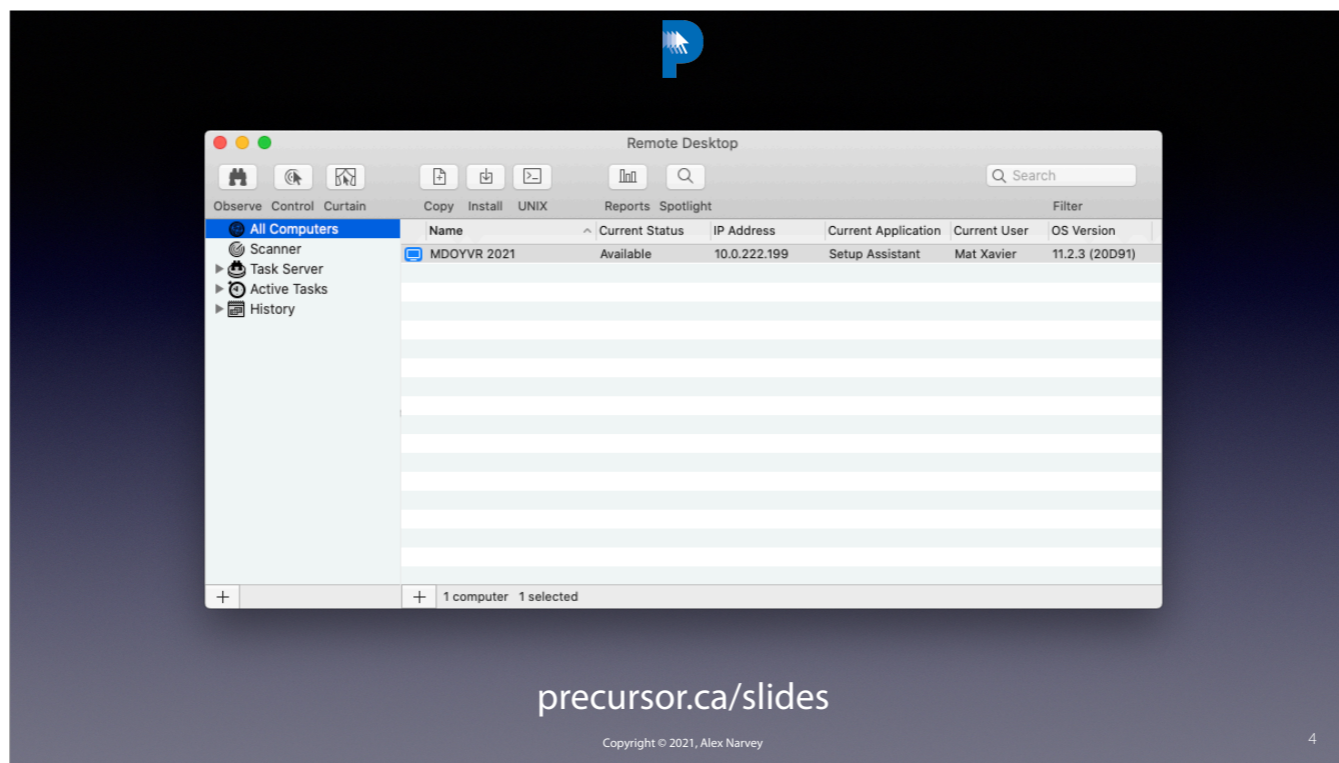 Remote Desktop
Search
Observe Control Curtain Copy Install UNIX Reports Spotlight Filter
All Computers
Scanner
Task Server
Active Tasks
History
Name Current Status IP Address Current Application Current User OS Version
MDOYVR 2021 Available 10.0.222.199 Setup Assistant Mat Xavier 11.2.3 (20D91)
+ + 1 computer 1 selected
precursor.ca/slides
Copyright © 2021, Alex Narvey
4